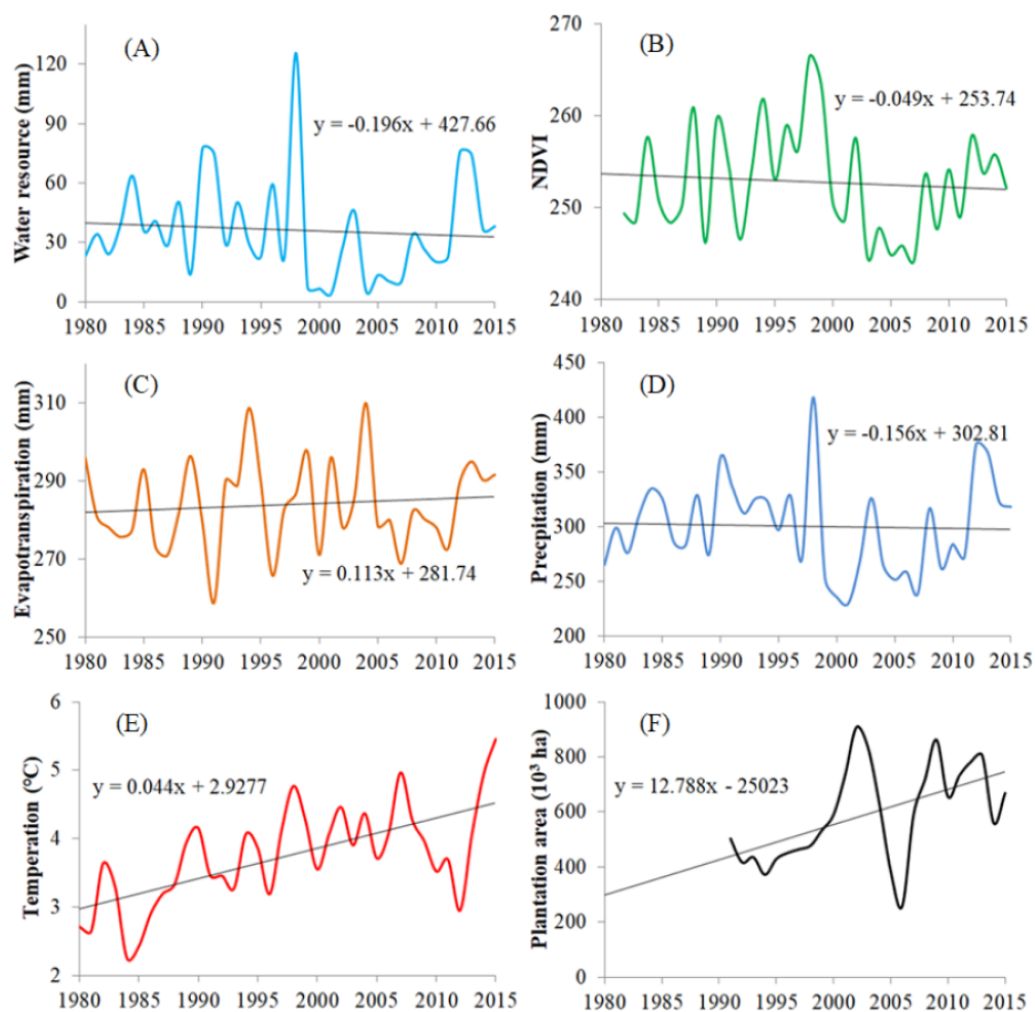 (A)
Water resource (mm)
120
90
60
30
0
y = -0.196x + 427.66
1980 1985 1990 1995 2000 2005 2010 2015
(B)
NDVI
270
260
250
240
y = -0.049x + 253.74
1980 1985 1990 1995 2000 2005 2010 2015
(C)
Evapotranspiration (mm)
310
290
270
250
y = 0.113x + 281.74
1980 1985 1990 1995 2000 2005 2010 2015
(D)
Precpitation (mm)
450
400
350
300
250
200
y = -0.156x + 302.81
1980 1985 1990 1995 2000 2005 2010 2015
(E)
Temperation (℃)
6
5
4
3
2
y = 0.044x + 2.9277
1980 1985 1990 1995 2000 2005 2010 2015
(F)
Plantation area (10³ ha)
1000
800
600
400
200
0
y = 12.788x - 25023
1980 1985 1990 1995 2000 2005 2010 2015